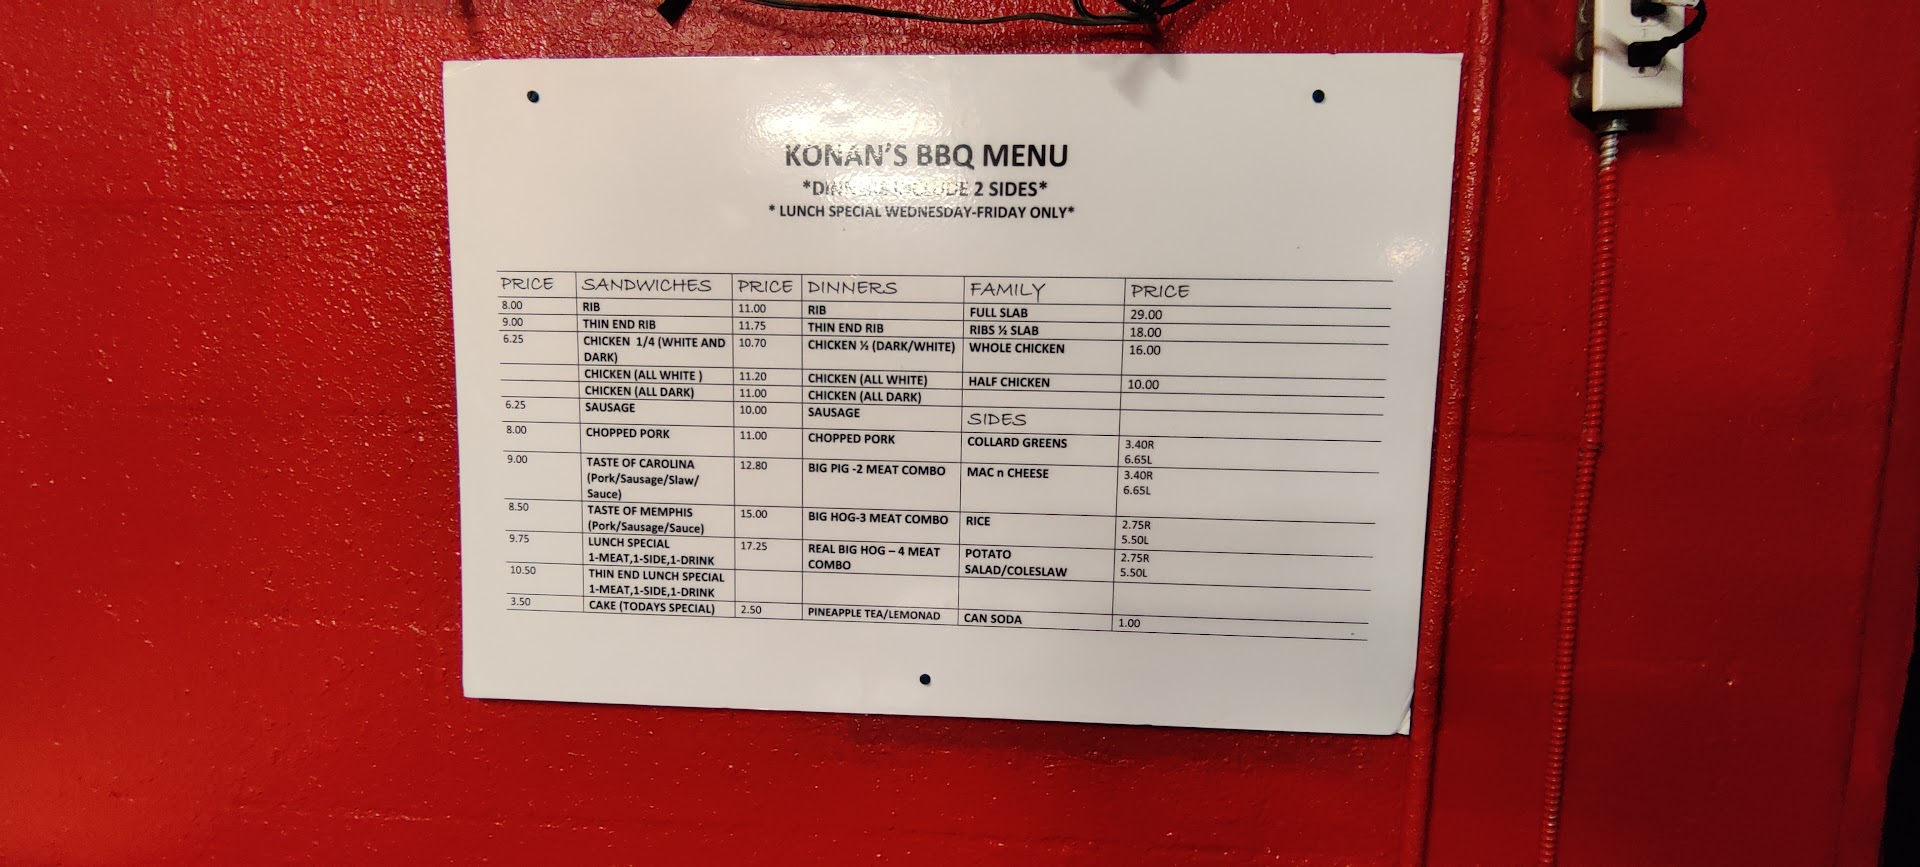 KONAN'S BBQ MENU
*DINNERS INCLUDE 2 SIDES*
* LUNCH SPECIAL WEDNESDAY-FRIDAY ONLY*
PRICE SANDWICHES PRICE DINNERS FAMILY PRICE
8.00 RIB 11.00 RIB FULL SLAB 29.00
9.00 THIN END RIB 11.75 THIN END RIB RIBS ½ SLAB 18.00
6.25 CHICKEN 1/4 (WHITE AND 10.70 CHICKEN ½ (DARK/WHITE) WHOLE CHICKEN 16.00
DARK)
CHICKEN (ALL WHITE ) 11.20 CHICKEN (ALL WHITE) HALF CHICKEN 10.00
CHICKEN (ALL DARK) 11.00 CHICKEN (ALL DARK)
6.25 SAUSAGE 10.00 SAUSAGE SIDES
8.00 CHOPPED PORK 11.00 CHOPPED PORK COLLARD GREENS 3.40R
6.65L
9.00 TASTE OF CAROLINA 12.80 BIG PIG -2 MEAT COMBO MAC n CHEESE 3.40R
(Pork/Sausage/Slaw/ 6.65L
Sauce)
8.50 TASTE OF MEMPHIS 15.00 BIG HOG-3 MEAT COMBO RICE 2.75R
(Pork/Sausage/Sauce) 5.50L
9.75 LUNCH SPECIAL 17.25 REAL BIG HOG – 4 MEAT POTATO 2.75R
1-MEAT,1-SIDE,1-DRINK COMBO SALAD/COLESLAW 5.50L
10.50 THIN END LUNCH SPECIAL
1-MEAT,1-SIDE,1-DRINK
3.50 CAKE (TODAYS SPECIAL) 2.50 PINEAPPLE TEA/LEMONAD CAN SODA 1.00